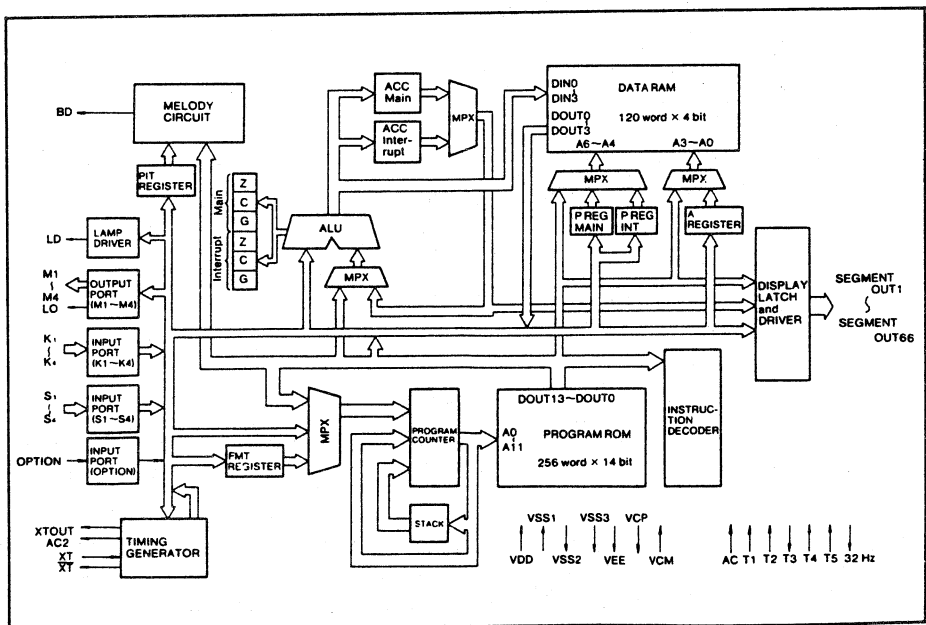 MELODY
CIRCUIT
BD
PIT
REGISTER
LAMP
DRIVER
LD
M1
~
M4
LO
OUTPUT
PORT
(M1~M4)
K1
~
K4
INPUT
PORT
(K1~K4)
S1
~
S4
INPUT
PORT
(S1~S4)
OPTION
INPUT
PORT
(OPTION)
XTOUT
AC2
XT
XT
TIMING
GENERATOR
Main
Interrupt
Z
C
G
Z
C
G
ACC
Main
ACC
Inter-
rupt
MPX
ALU
MPX
DIN0
~
DIN3
DOUT0
~
DOUT3
DATA RAM
120 word × 4 bit
A6~A4
A3~A0
MPX
MPX
P REG
MAIN
P REG
INT
A
REGISTER
DISPLAY
LATCH
and
DRIVER
SEGMENT
OUT1
~
SEGMENT
OUT66
FMT
REGISTER
MPX
PROGRAM
COUNTER
STACK
DOUT13~DOUT0
A0
~
A11
PROGRAM ROM
256 word × 14 bit
INSTRUC-
TION
DECODER
VSS1
VSS3
VCP
VDD
VSS2
VEE
VCM
AC T1 T2 T3 T4 T5 32 Hz